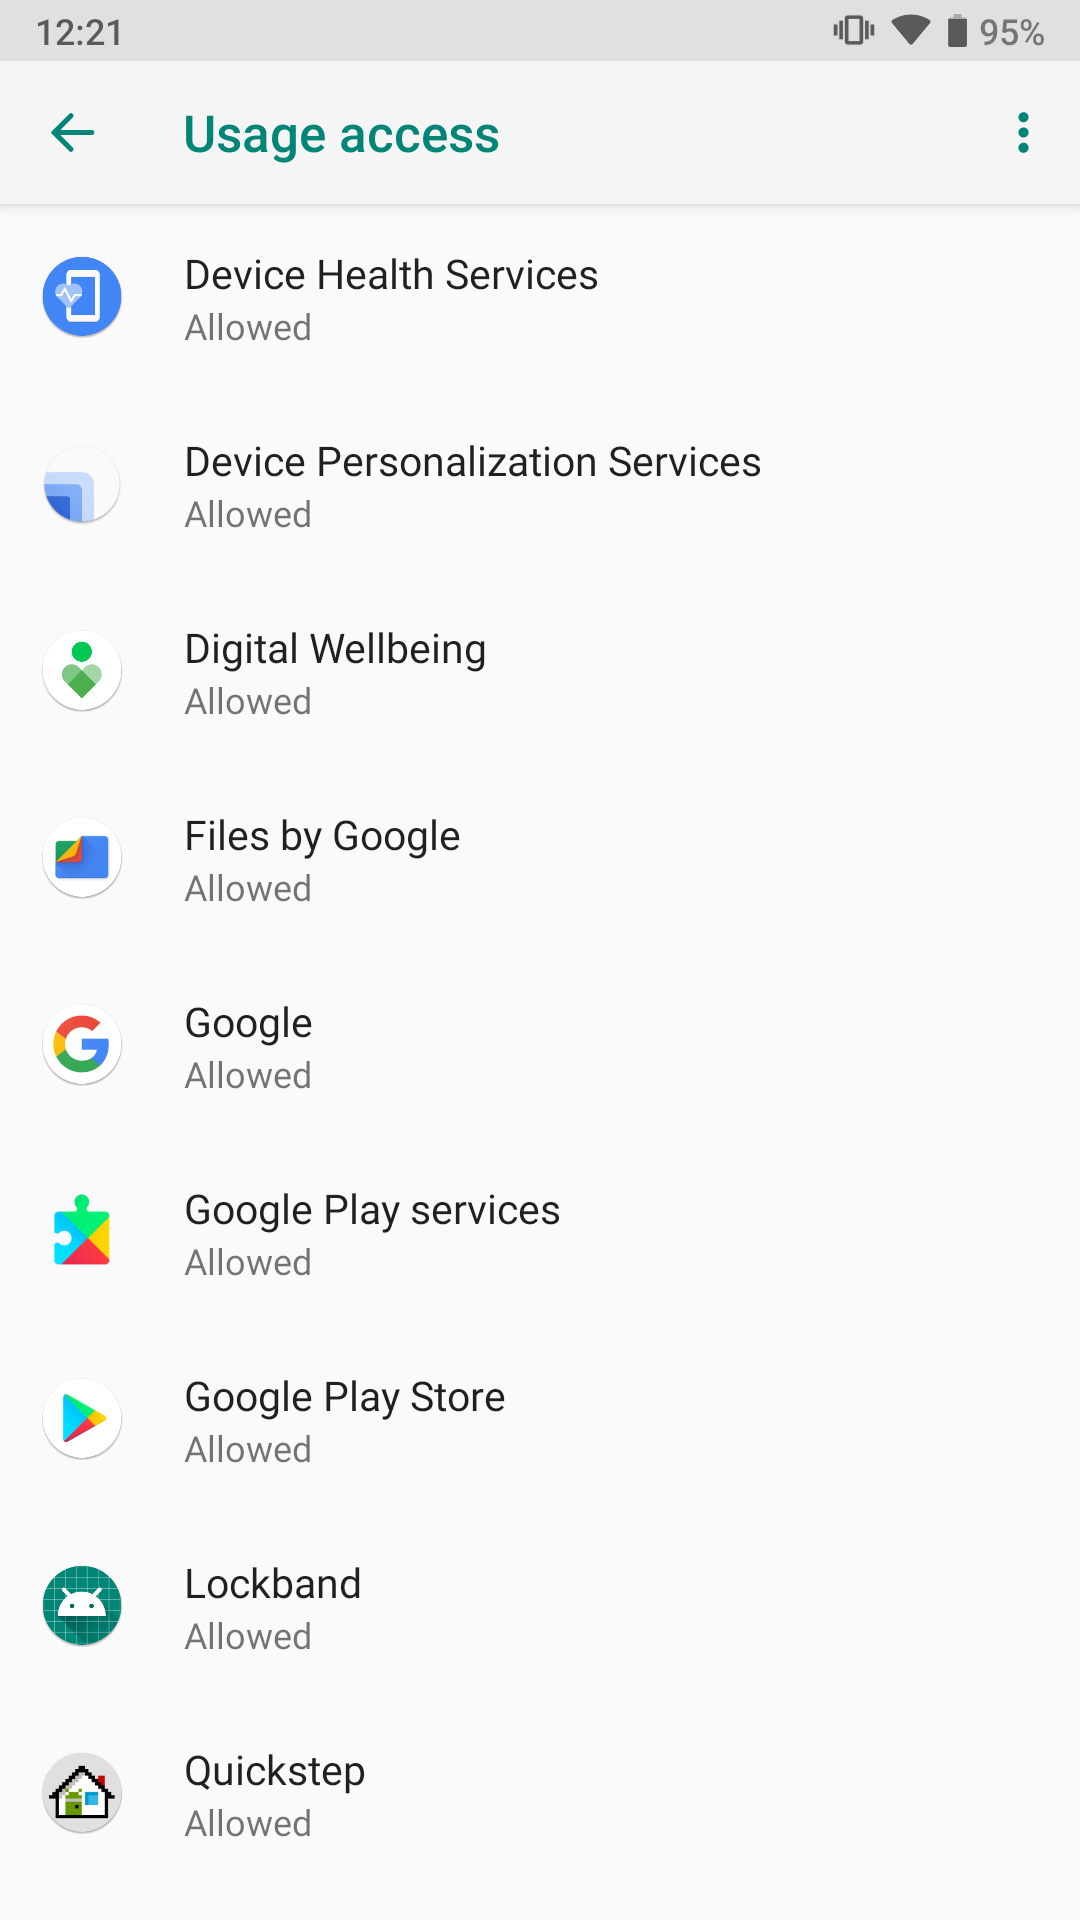 12:21
95%
Usage access
Device Health Services
Allowed
Device Personalization Services
Allowed
Digital Wellbeing
Allowed
Files by Google
Allowed
Google
Allowed
Google Play services
Allowed
Google Play Store
Allowed
Lockband
Allowed
Quickstep
Allowed